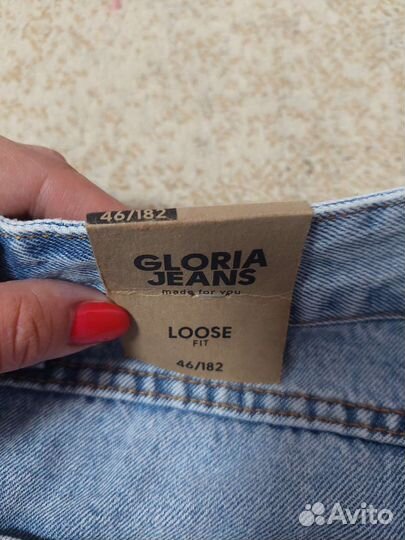 46/182
GLORIA
JEANS
made for you
LOOSE
FIT
46/182
Avito